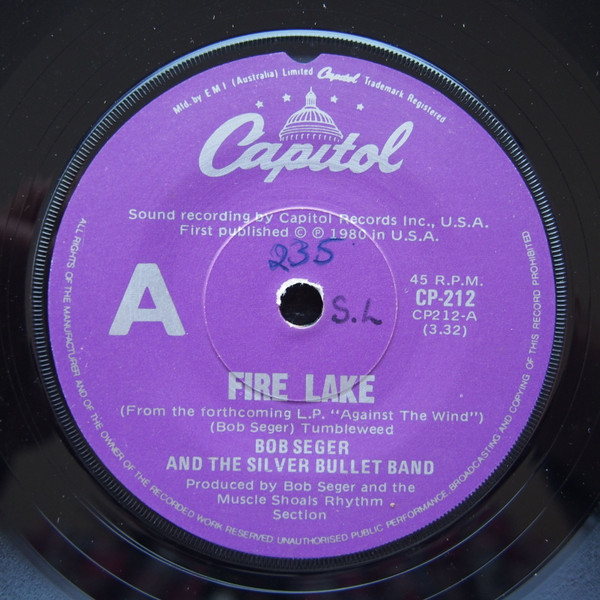 Mfd. by E M I (Australia) Limited Capitol Trademark Registered
Capitol
Sound recording by Capitol Records Inc., U.S.A.
First published © ℗ 1980 in U.S.A.
235
A
S.L
45 R.P.M.
CP-212
CP212-A
(3.32)
FIRE LAKE
(From the forthcoming L.P. "Against The Wind")
(Bob Seger) Tumbleweed
BOB SEGER
AND THE SILVER BULLET BAND
Produced by Bob Seger and the
Muscle Shoals Rhythm
Section
ALL RIGHTS OF THE MANUFACTURER AND OF THE OWNER OF THE RECORDED WORK RESERVED. UNAUTHORISED PUBLIC PERFORMANCE, BROADCASTING AND COPYING OF THIS RECORD PROHIBITED